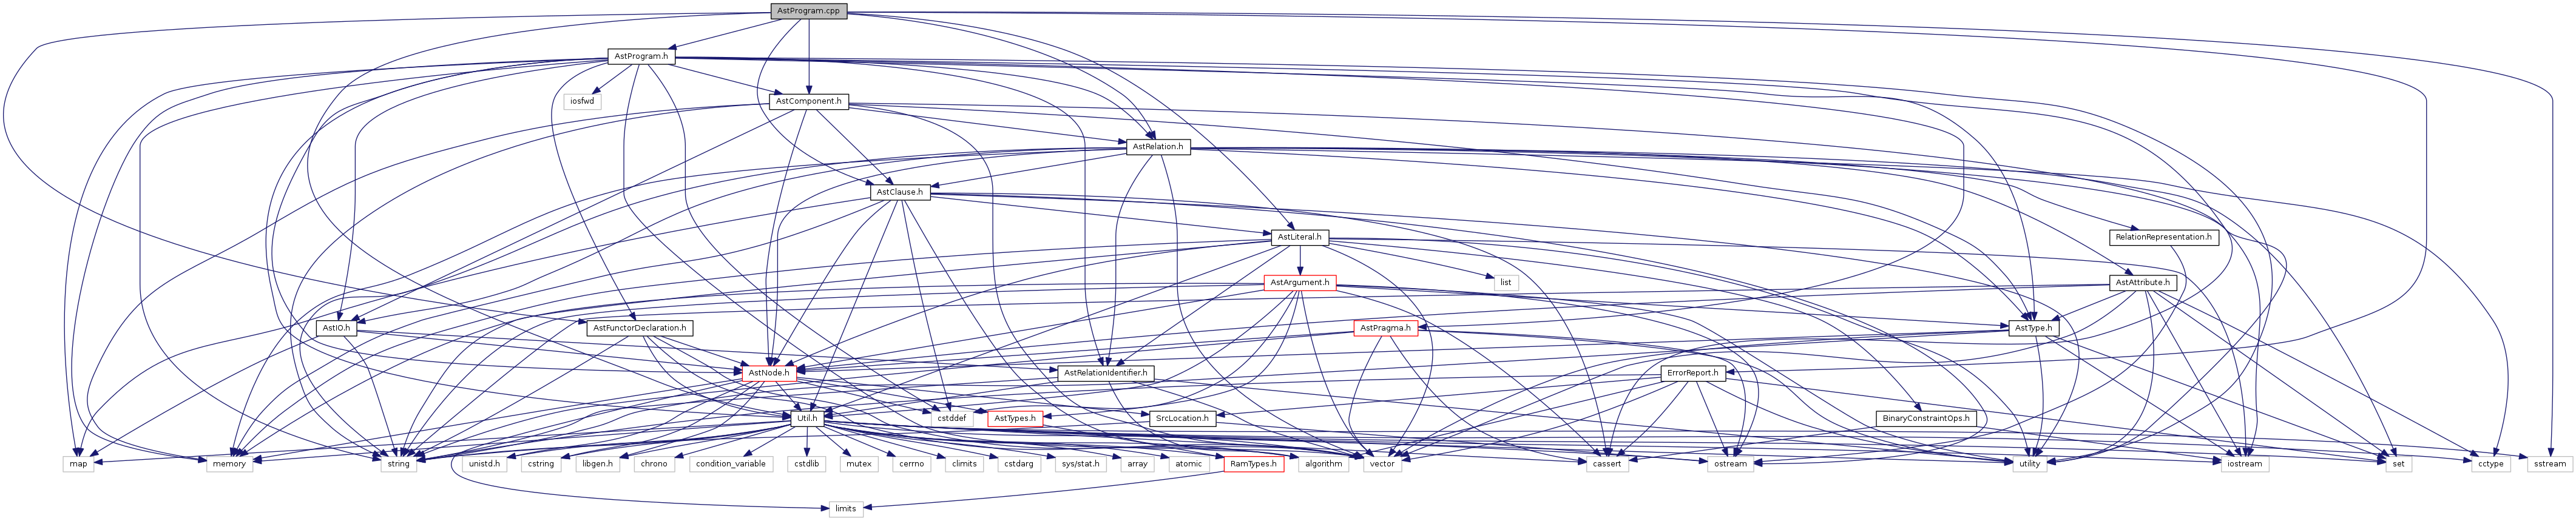 AstProgram.cpp
AstProgram.h
iosfwd
AstComponent.h
AstRelation.h
AstClause.h
AstLiteral.h
RelationRepresentation.h
AstArgument.h
list
AstAttribute.h
AstIO.h
AstFunctorDeclaration.h
AstPragma.h
AstType.h
AstNode.h
AstRelationIdentifier.h
ErrorReport.h
Util.h
cstddef
AstTypes.h
SrcLocation.h
BinaryConstraintOps.h
map
memory
string
unistd.h
cstring
libgen.h
chrono
condition_variable
cstdlib
mutex
cerrno
climits
cstdarg
sys/stat.h
array
atomic
RamTypes.h
algorithm
vector
cassert
ostream
utility
iostream
set
cctype
sstream
limits